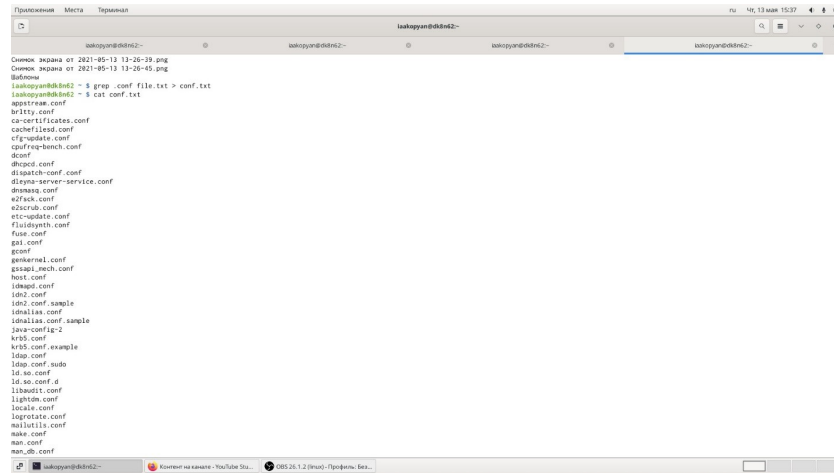 Приложения Места Терминал ru Чт, 13 мая 15:37
iaakopyan@dk8n62:~
iaakopyan@dk8n62:~ iaakopyan@dk8n62:~ iaakopyan@dk8n62:~ iaakopyan@dk8n62:~
Снимок экрана от 2021-05-13 13-26-39.png
Снимок экрана от 2021-05-13 13-26-45.png
Шаблоны
iaakopyan@dk8n62 ~ $ grep .conf file.txt > conf.txt
iaakopyan@dk8n62 ~ $ cat conf.txt
appstream.conf
brltty.conf
ca-certificates.conf
cachefilesd.conf
cfg-update.conf
cpufreq-bench.conf
dconf
dhcpcd.conf
dispatch-conf.conf
dleyna-server-service.conf
dnsmasq.conf
e2fsck.conf
e2scrub.conf
etc-update.conf
fluidsynth.conf
fuse.conf
gai.conf
gconf
genkernel.conf
gssapi_mech.conf
host.conf
idmapd.conf
idn2.conf
idn2.conf.sample
idnalias.conf
idnalias.conf.sample
java-config-2
krb5.conf
krb5.conf.example
ldap.conf
ldap.conf.sudo
ld.so.conf
ld.so.conf.d
libaudit.conf
lightdm.conf
locale.conf
logrotate.conf
mailutils.conf
make.conf
man.conf
man_db.conf
iaakopyan@dk8n62:~ Контент на канале - YouTube Stu... OBS 26.1.2 (linux) - Профиль: Без...